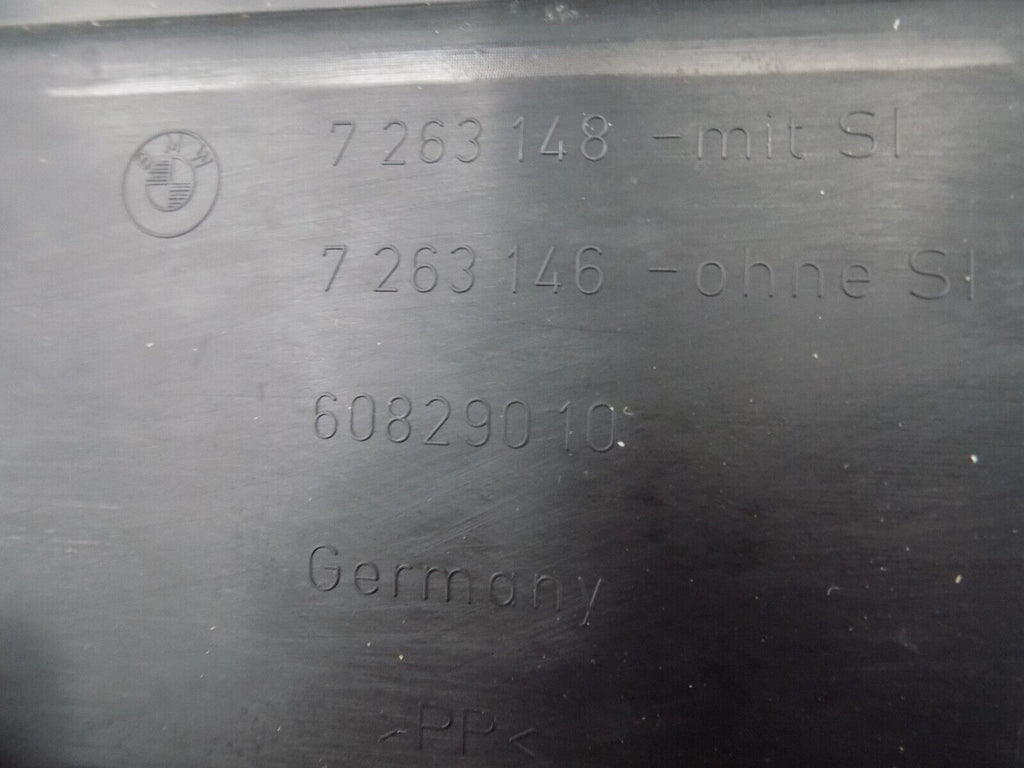 BMW
7 263 148 -mit SI
7 263 146 -ohne SI
60829010
Germany
>PP<